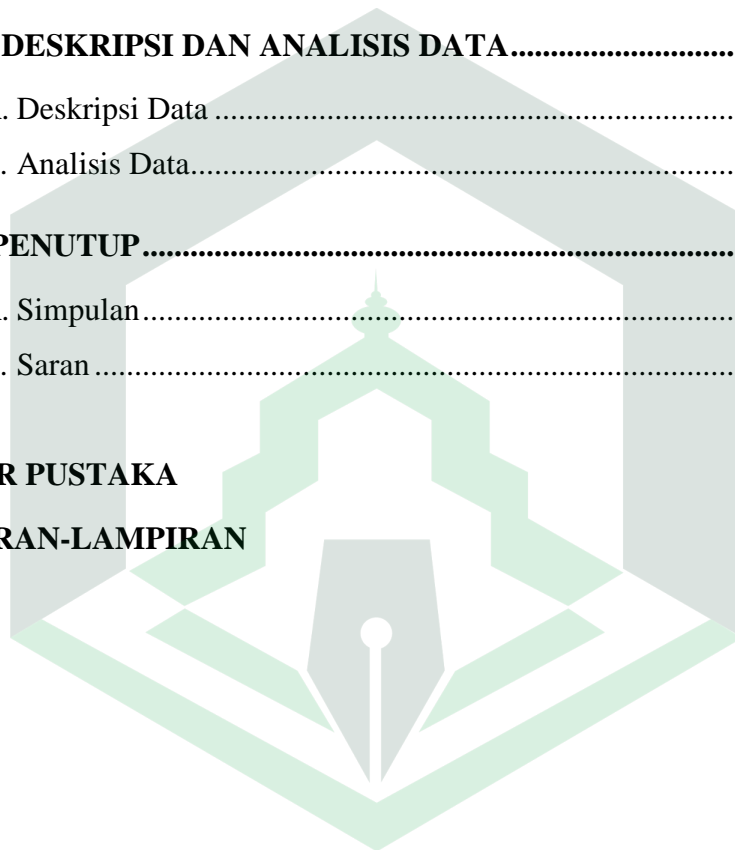 DESKRIPSI DAN ANALISIS DATA..............................
. Deskripsi Data ..................................................................
. Analisis Data......................................................................
PENUTUP..............................................................................
. Simpulan............................................................................
. Saran ..................................................................................
R PUSTAKA
RAN-LAMPIRAN